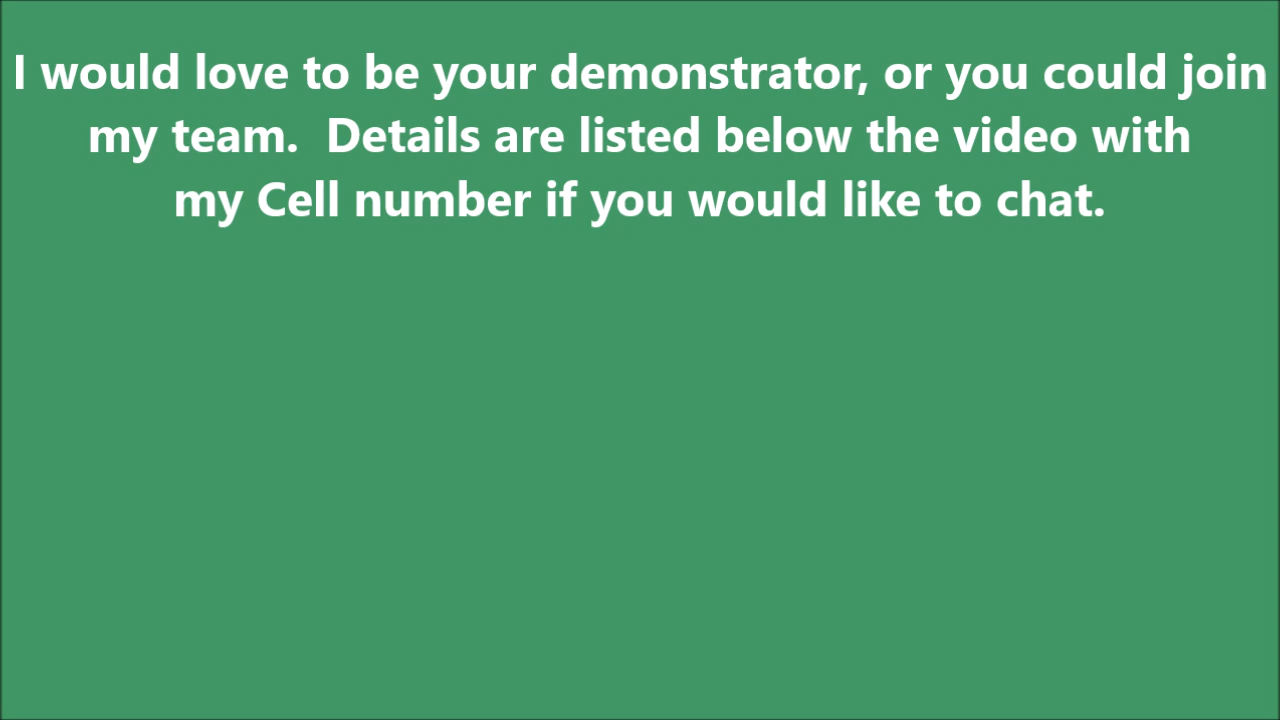 I would love to be your demonstrator, or you could join
my team.  Details are listed below the video with
my Cell number if you would like to chat.